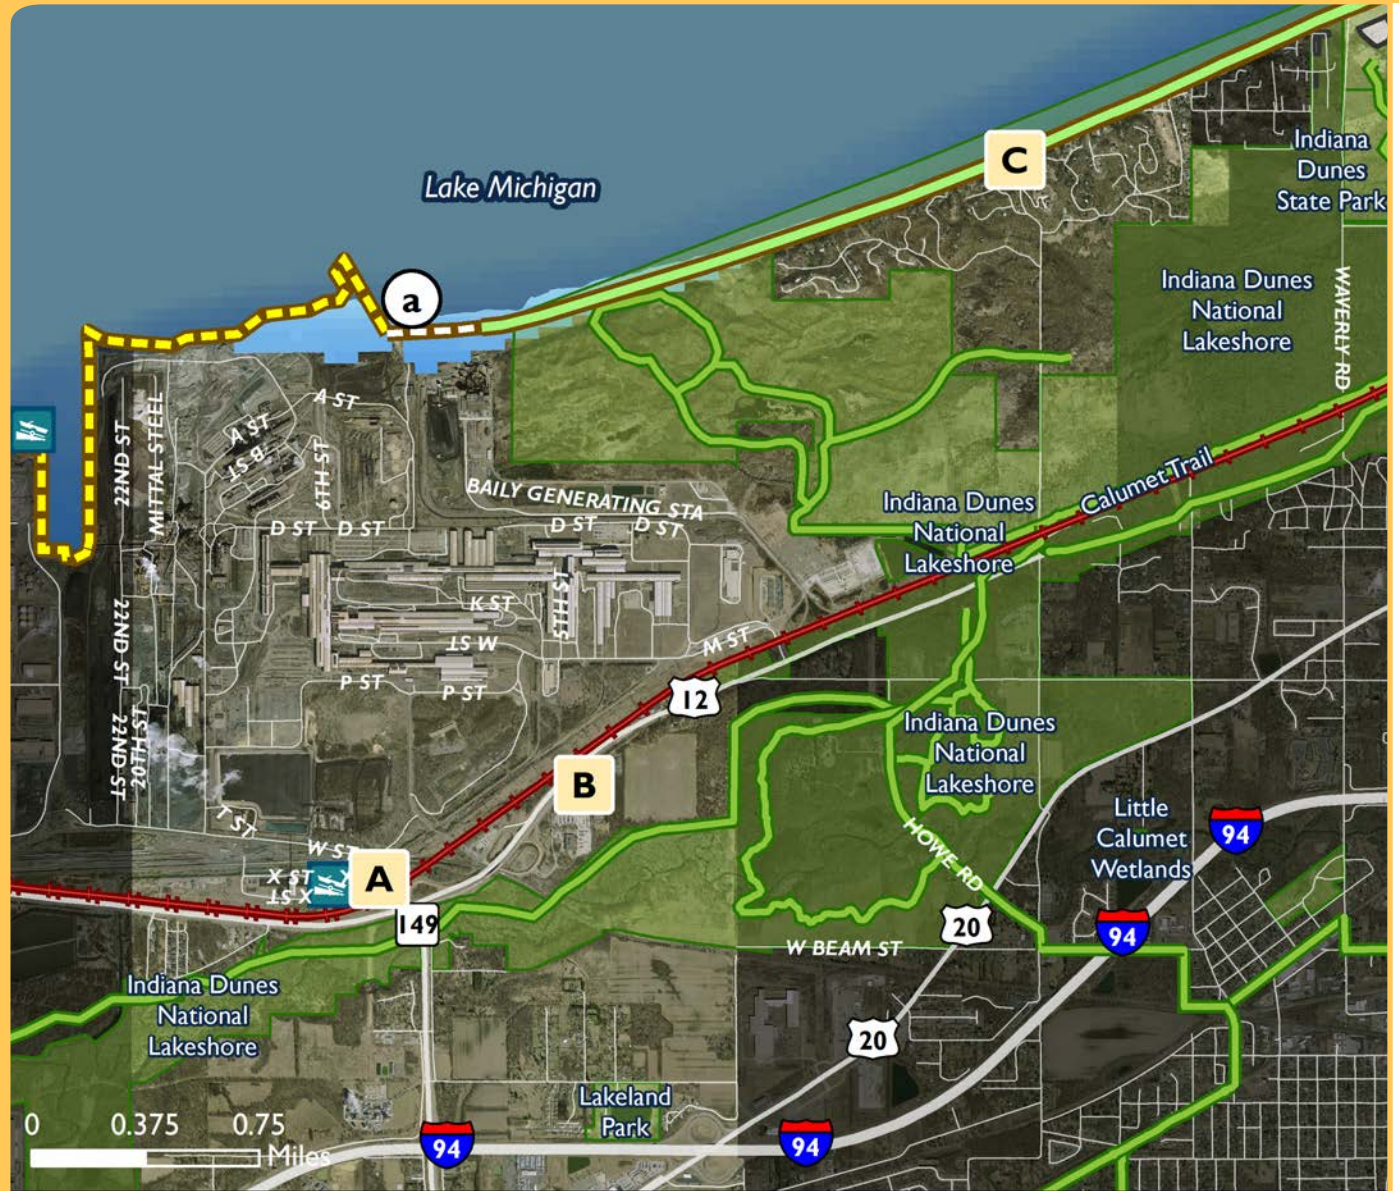 C
Indiana
Dunes
State Park
Lake Michigan
a
Indiana Dunes
National
Lakeshore
WAVERLY RD
A ST
A ST
B ST
6TH ST
22ND ST
MITTAL STEEL
BAILY GENERATING STA
D ST
D ST
D ST
D ST
Calumet Trail
Indiana Dunes
National
Lakeshore
5TH ST
K ST
M ST
M ST
22ND ST
P ST
P ST
12
20TH ST
22ND ST
Indiana Dunes
National
Lakeshore
B
T ST
W ST
Little
Calumet
Wetlands
94
HOWE RD
X ST
X ST
A
149
20
94
W BEAM ST
Indiana Dunes
National
Lakeshore
20
Lakeland
Park
0 0.375 0.75
Miles
94
94